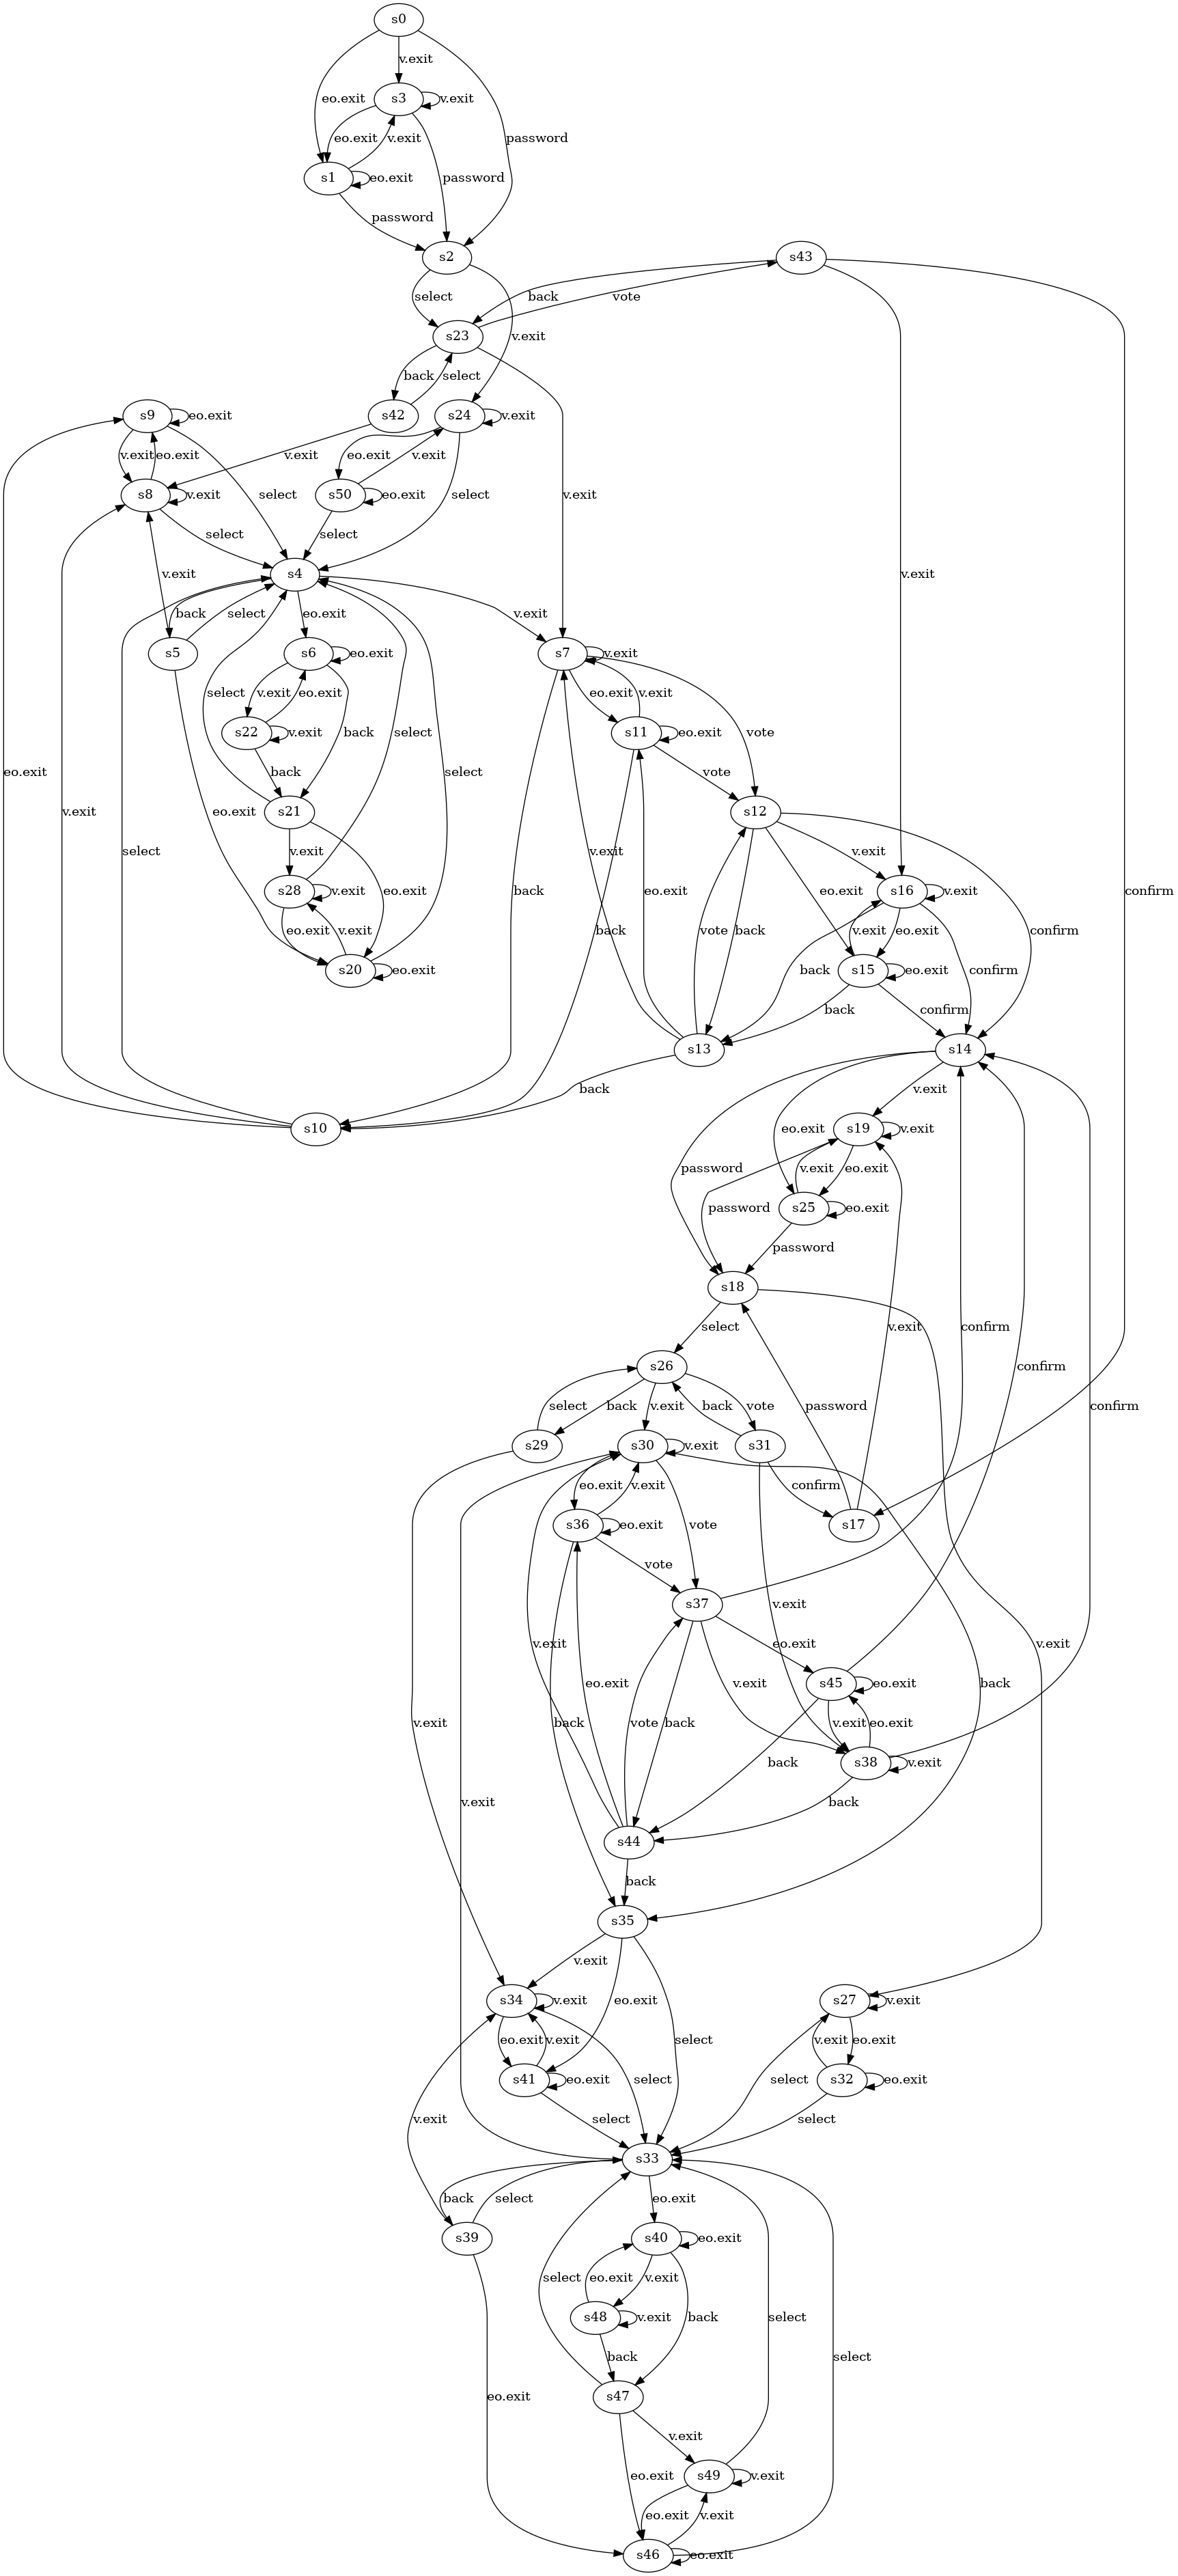 s0
v.exit
eo.exit
s3
v.exit
password
eo.exit
v.exit
password
s1
eo.exit
password
s2
s43
select
back
vote
s23
v.exit
back
select
s9
eo.exit
s42
s24
v.exit
v.exit
eo.exit
v.exit
eo.exit
v.exit
s8
v.exit
select
s50
eo.exit
select
v.exit
select
select
s4
v.exit
v.exit
back
select
eo.exit
v.exit
s5
s6
eo.exit
s7
v.exit
select
v.exit
eo.exit
eo.exit
v.exit
s22
v.exit
back
select
s11
eo.exit
vote
back
select
vote
eo.exit
v.exit
eo.exit
s21
s12
select
v.exit
v.exit
v.exit
eo.exit
back
eo.exit
s28
v.exit
eo.exit
s16
v.exit
confirm
eo.exit
v.exit
back
vote
back
v.exit
eo.exit
confirm
s20
eo.exit
back
s15
eo.exit
confirm
back
confirm
s13
s14
back
v.exit
s10
eo.exit
s19
v.exit
password
v.exit
eo.exit
password
s25
eo.exit
password
s18
select
v.exit
confirm
s26
confirm
select
back
v.exit
back
vote
password
confirm
s29
s30
v.exit
s31
eo.exit
v.exit
confirm
s36
eo.exit
vote
s17
vote
s37
v.exit
v.exit
eo.exit
v.exit
eo.exit
v.exit
s45
eo.exit
back
v.exit
back
vote
back
v.exit
eo.exit
back
s38
v.exit
v.exit
back
s44
back
s35
v.exit
s34
v.exit
eo.exit
s27
v.exit
eo.exit
v.exit
select
v.exit
eo.exit
s41
eo.exit
select
select
s32
eo.exit
v.exit
select
select
s33
back
select
eo.exit
s39
s40
eo.exit
select
eo.exit
v.exit
s48
v.exit
back
select
back
select
eo.exit
s47
v.exit
eo.exit
s49
v.exit
eo.exit
v.exit
s46
eo.exit